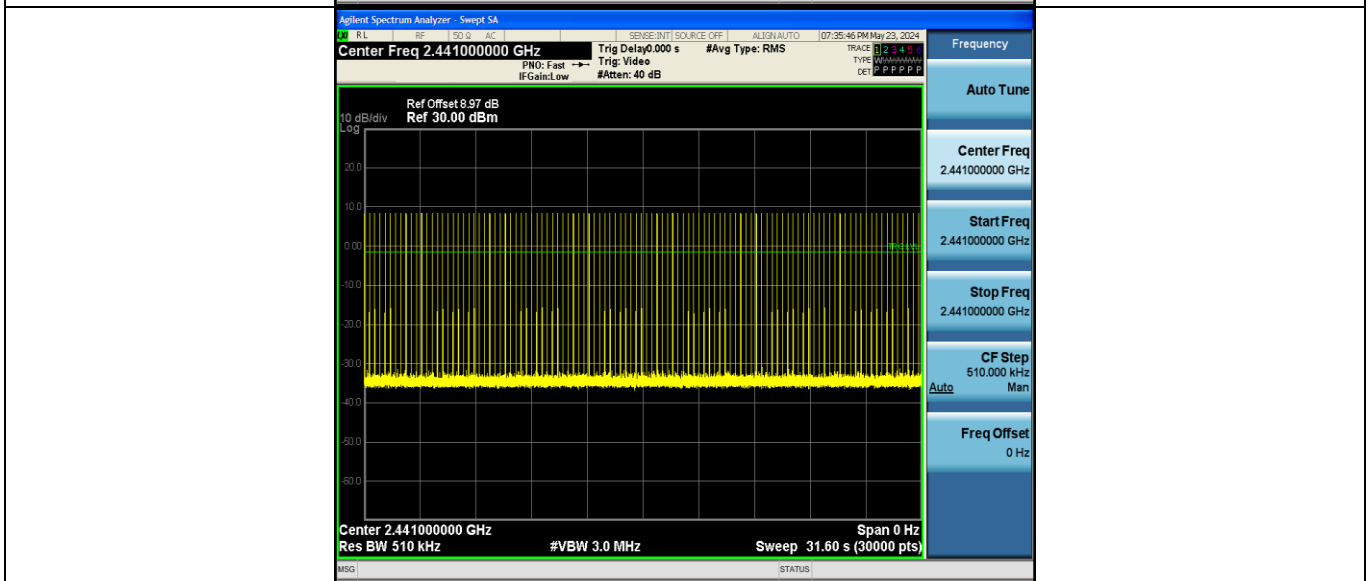 Agilent Spectrum Analyzer - Swept SA
RL RF 50 Ω AC SENSE:INT SOURCE OFF ALIGNAUTO 07:35:46 PM May 23, 2024
Center Freq 2.441000000 GHz
PNO: Fast
IFGain:Low
Trig Delay0.000 s
Trig: Video
#Atten: 40 dB
#Avg Type: RMS
TRACE 1 2 3 4 5 6
TYPE
DET P P P P P P
Frequency
Auto Tune
Ref Offset 8.97 dB
10 dB/div Ref 30.00 dBm
Log
20.0
10.0
0.00
TRIG LVL
-10.0
-20.0
-30.0
-40.0
-50.0
-60.0
Center Freq
2.441000000 GHz
Start Freq
2.441000000 GHz
Stop Freq
2.441000000 GHz
CF Step
510.000 kHz
Auto Man
Freq Offset
0 Hz
Center 2.441000000 GHz Span 0 Hz
Res BW 510 kHz #VBW 3.0 MHz Sweep 31.60 s (30000 pts)
MSG STATUS